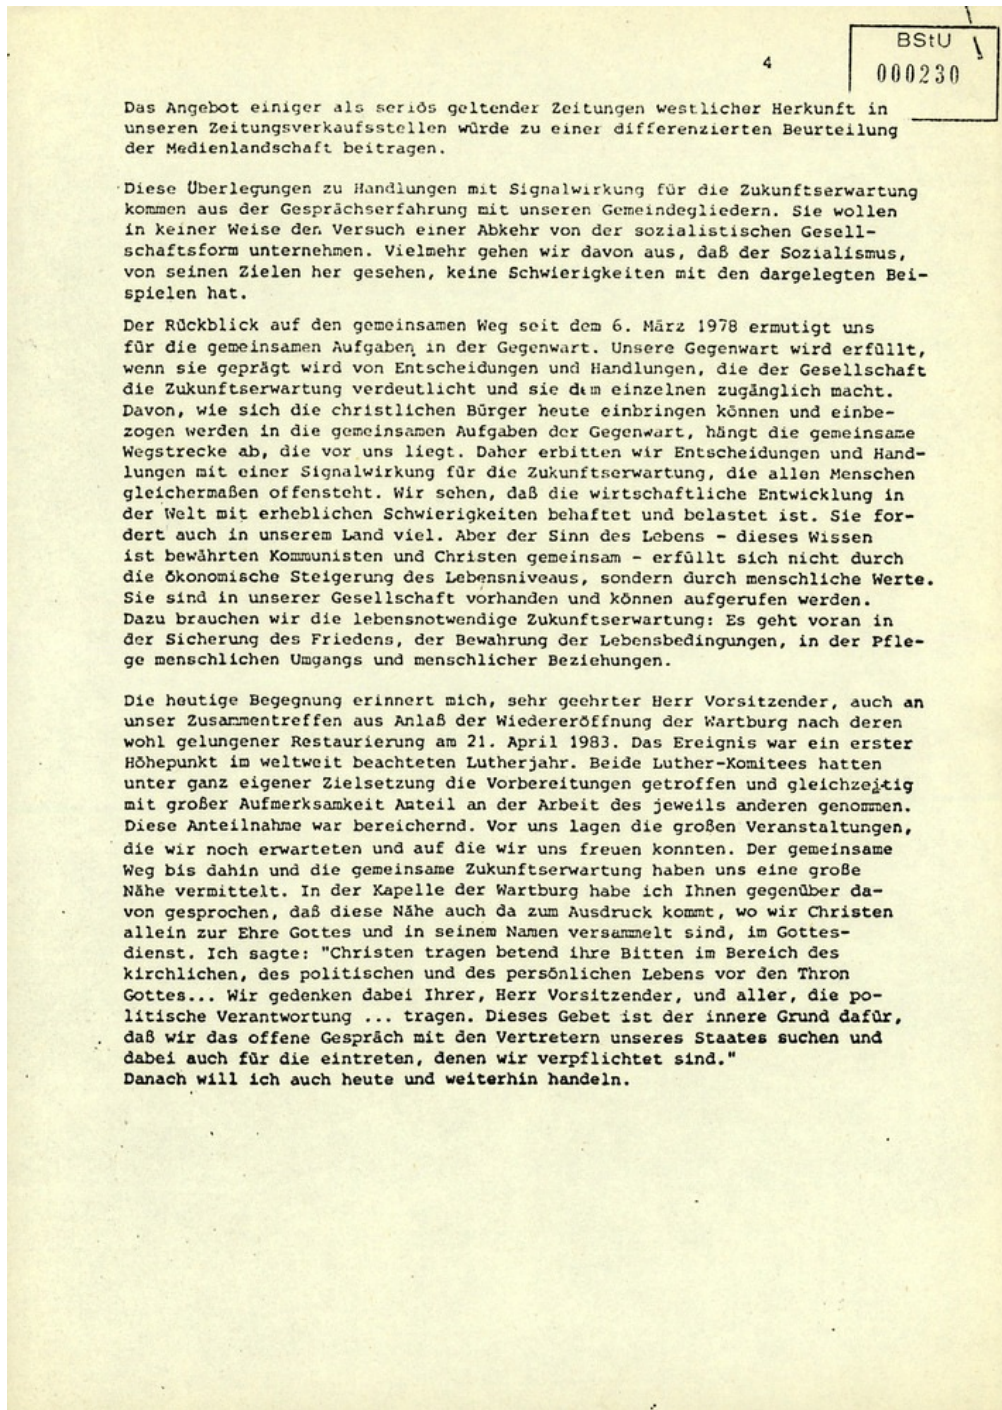 BStU
000230
4
Das Angebot einiger als seriös geltender Zeitungen westlicher Herkunft in
unseren Zeitungsverkaufsstellen würde zu einer differenzierten Beurteilung
der Medienlandschaft beitragen.
Diese Überlegungen zu Handlungen mit Signalwirkung für die Zukunftserwartung
kommen aus der Gesprächserfahrung mit unseren Gemeindegliedern. Sie wollen
in keiner Weise den Versuch einer Abkehr von der sozialistischen Gesell-
schaftsform unternehmen. Vielmehr gehen wir davon aus, daß der Sozialismus,
von seinen Zielen her gesehen, keine Schwierigkeiten mit den dargelegten Bei-
spielen hat.
Der Rückblick auf den gemeinsamen Weg seit dem 6. März 1978 ermutigt uns
für die gemeinsamen Aufgaben in der Gegenwart. Unsere Gegenwart wird erfüllt,
wenn sie geprägt wird von Entscheidungen und Handlungen, die der Gesellschaft
die Zukunftserwartung verdeutlicht und sie dem einzelnen zugänglich macht.
Davon, wie sich die christlichen Bürger heute einbringen können und einbe-
zogen werden in die gemeinsamen Aufgaben der Gegenwart, hängt die gemeinsame
Wegstrecke ab, die vor uns liegt. Daher erbitten wir Entscheidungen und Hand-
lungen mit einer Signalwirkung für die Zukunftserwartung, die allen Menschen
gleichermaßen offensteht. Wir sehen, daß die wirtschaftliche Entwicklung in
der Welt mit erheblichen Schwierigkeiten behaftet und belastet ist. Sie for-
dert auch in unserem Land viel. Aber der Sinn des Lebens - dieses Wissen
ist bewährten Kommunisten und Christen gemeinsam - erfüllt sich nicht durch
die ökonomische Steigerung des Lebensniveaus, sondern durch menschliche Werte.
Sie sind in unserer Gesellschaft vorhanden und können aufgerufen werden.
Dazu brauchen wir die lebensnotwendige Zukunftserwartung: Es geht voran in
der Sicherung des Friedens, der Bewahrung der Lebensbedingungen, in der Pfle-
ge menschlichen Umgangs und menschlicher Beziehungen.
Die heutige Begegnung erinnert mich, sehr geehrter Herr Vorsitzender, auch an
unser Zusammentreffen aus Anlaß der Wiedereröffnung der Wartburg nach deren
wohl gelungener Restaurierung am 21. April 1983. Das Ereignis war ein erster
Höhepunkt im weltweit beachteten Lutherjahr. Beide Luther-Komitees hatten
unter ganz eigener Zielsetzung die Vorbereitungen getroffen und gleichzeitig
mit großer Aufmerksamkeit Anteil an der Arbeit des jeweils anderen genommen.
Diese Anteilnahme war bereichernd. Vor uns lagen die großen Veranstaltungen,
die wir noch erwarteten und auf die wir uns freuen konnten. Der gemeinsame
Weg bis dahin und die gemeinsame Zukunftserwartung haben uns eine große
Nähe vermittelt. In der Kapelle der Wartburg habe ich Ihnen gegenüber da-
von gesprochen, daß diese Nähe auch da zum Ausdruck kommt, wo wir Christen
allein zur Ehre Gottes und in seinem Namen versammelt sind, im Gottes-
dienst. Ich sagte: "Christen tragen betend ihre Bitten im Bereich des
kirchlichen, des politischen und des persönlichen Lebens vor den Thron
Gottes... Wir gedenken dabei Ihrer, Herr Vorsitzender, und aller, die po-
litische Verantwortung ... tragen. Dieses Gebet ist der innere Grund dafür,
daß wir das offene Gespräch mit den Vertretern unseres Staates suchen und
dabei auch für die eintreten, denen wir verpflichtet sind."
Danach will ich auch heute und weiterhin handeln.